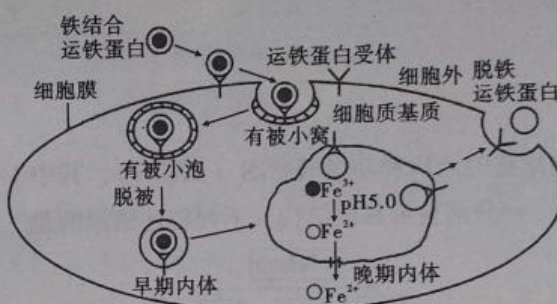 铁结合
运铁蛋白
运铁蛋白受体
细胞外
脱铁
运铁蛋白
细胞膜
细胞质基质
有被小窝
有被小泡
脱被
Fe³⁺
pH5.0
Fe²⁺
早期内体
晚期内体
Fe²⁺